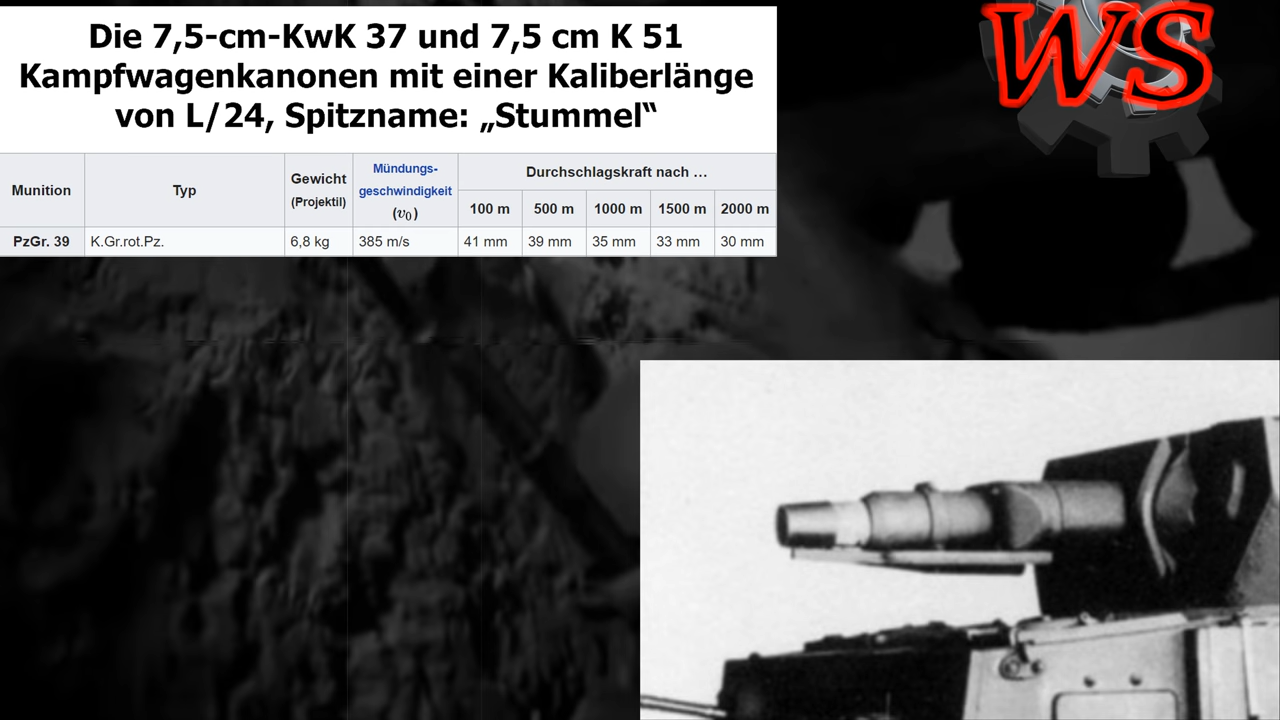 Die 7,5-cm-KwK 37 und 7,5 cm K 51
Kampfwagenkanonen mit einer Kaliberlänge
von L/24, Spitzname: „Stummel“
WS
Munition Typ Gewicht (Projektil) Mündungs-geschwindigkeit (v0) Durchschlagskraft nach …
100 m 500 m 1000 m 1500 m 2000 m
PzGr. 39 K.Gr.rot.Pz. 6,8 kg 385 m/s 41 mm 39 mm 35 mm 33 mm 30 mm